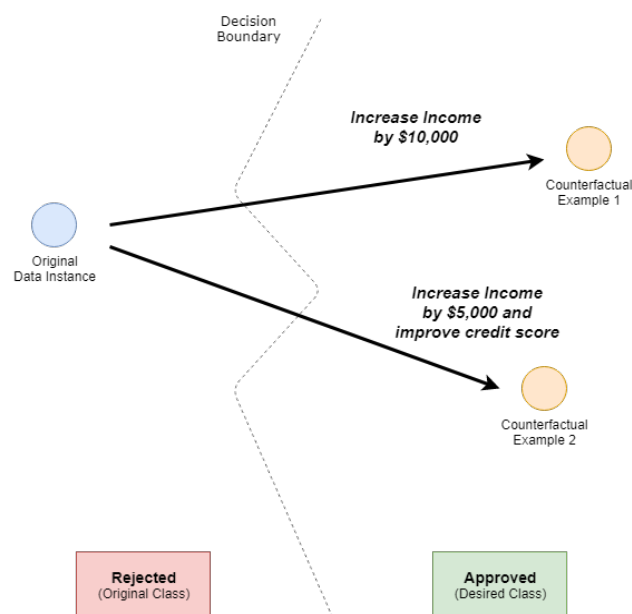 Decision
Boundary
Increase Income
by $10,000
Counterfactual
Example 1
Original
Data Instance
Increase Income
by $5,000 and
improve credit score
Counterfactual
Example 2
Rejected
(Original Class)
Approved
(Desired Class)